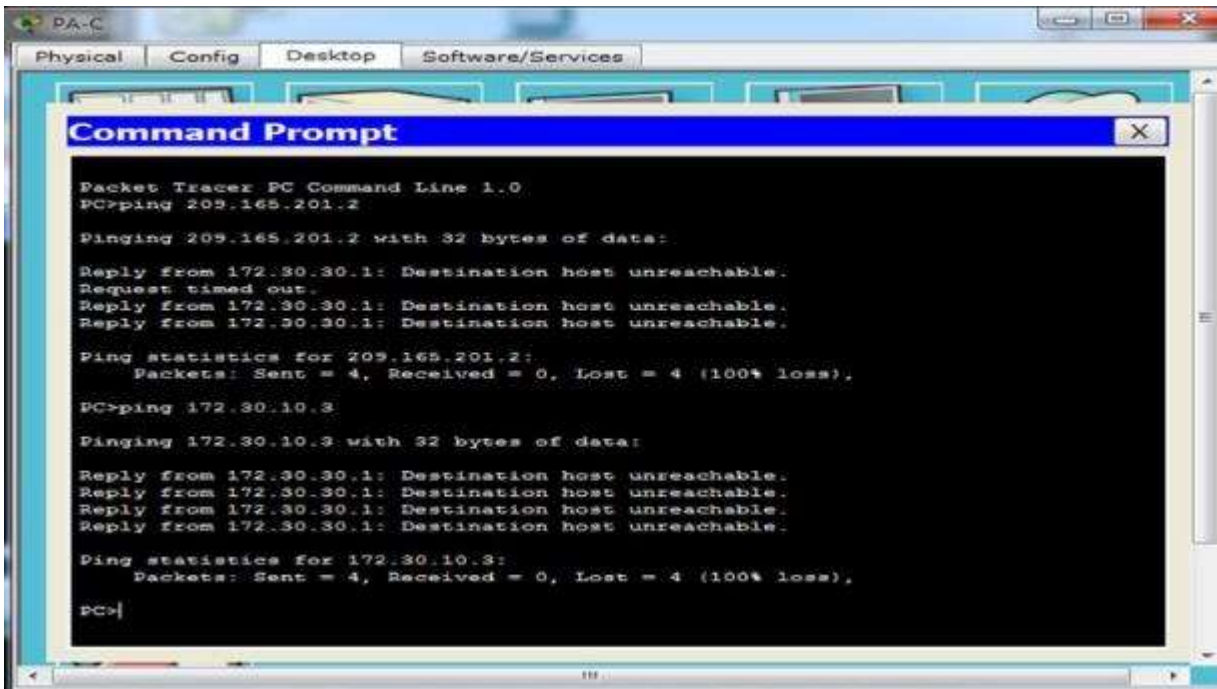 PA-C
Physical Config Desktop Software/Services
Command Prompt
Packet Tracer PC Command Line 1.0
PC>ping 209.165.201.2
Pinging 209.165.201.2 with 32 bytes of data:
Reply from 172.30.30.1: Destination host unreachable.
Request timed out.
Reply from 172.30.30.1: Destination host unreachable.
Reply from 172.30.30.1: Destination host unreachable.
Ping statistics for 209.165.201.2:
Packets: Sent = 4, Received = 0, Lost = 4 (100% loss),
PC>ping 172.30.10.3
Pinging 172.30.10.3 with 32 bytes of data:
Reply from 172.30.30.1: Destination host unreachable.
Reply from 172.30.30.1: Destination host unreachable.
Reply from 172.30.30.1: Destination host unreachable.
Reply from 172.30.30.1: Destination host unreachable.
Ping statistics for 172.30.10.3:
Packets: Sent = 4, Received = 0, Lost = 4 (100% loss),
PC>